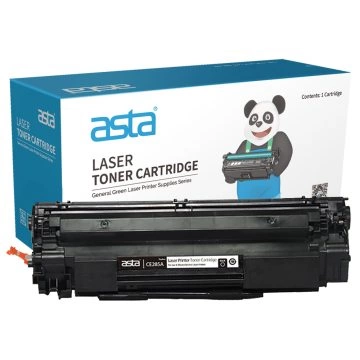 Contents: 1 Cartridge
asta
asta
LASER
TONER CARTRIDGE
General Green Laser Printer Supplies Series
asta
CE285A
Laser Printer Toner Cartridge